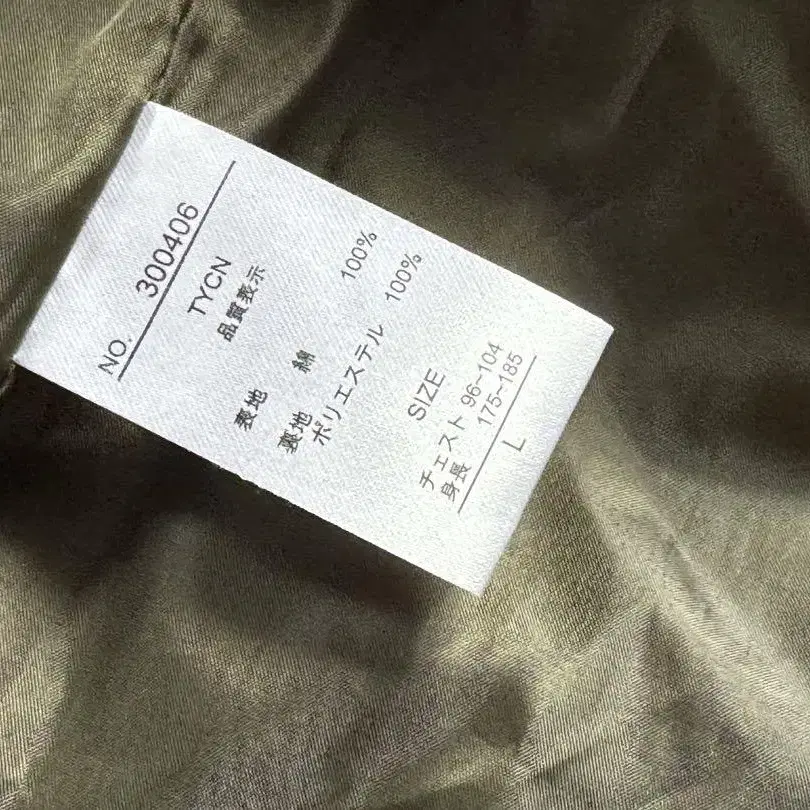 NO. 300406
TYCN
品質表示
表地 綿 100%
裏地
ポリエステル 100%
SIZE
チェスト 96~104
身長 175~185
L